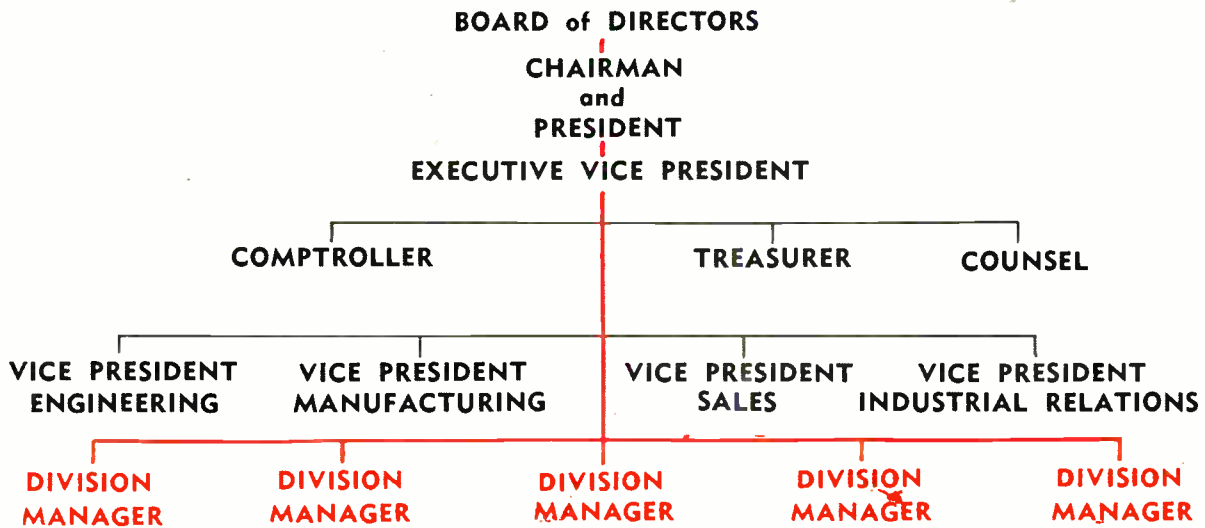 BOARD of DIRECTORS
CHAIRMAN
and
PRESIDENT
EXECUTIVE VICE PRESIDENT
COMPTROLLER
TREASURER
COUNSEL
VICE PRESIDENT
ENGINEERING
VICE PRESIDENT
MANUFACTURING
VICE PRESIDENT
SALES
VICE PRESIDENT
INDUSTRIAL RELATIONS
DIVISION
MANAGER
DIVISION
MANAGER
DIVISION
MANAGER
DIVISION
MANAGER
DIVISION
MANAGER